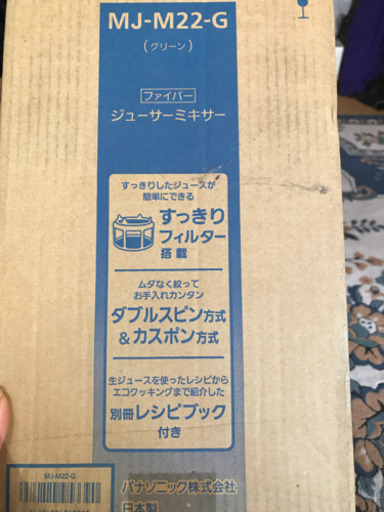 MJ-M22-G
（グリーン）
ファイバー
ジューサーミキサー
すっきりしたジュースが
簡単にできる
すっきり
フィルター
搭載
ムダなく絞って
お手入れカンタン
ダブルスピン方式
&カスポン方式
生ジュースを使ったレシピから
エコクッキングまで紹介した
別冊レシピブック
付き
MJ-M22-G
パナソニック株式会社
日本製